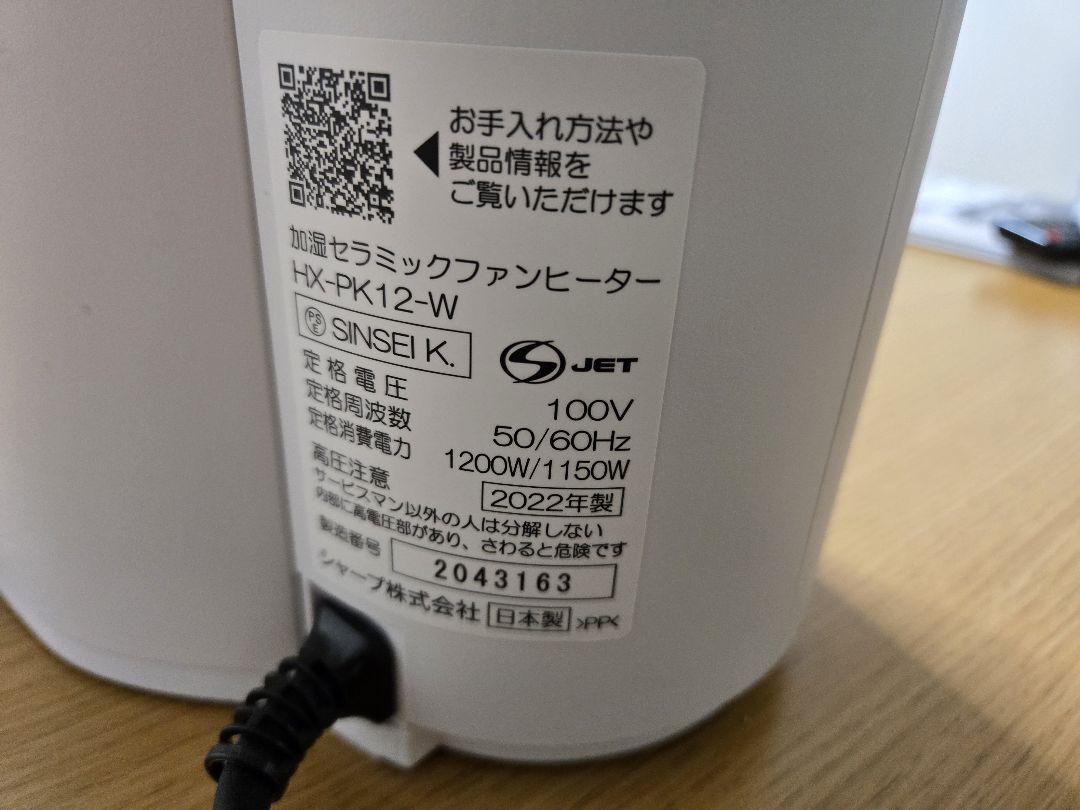 お手入れ方法や
製品情報を
ご覧いただけます
加湿セラミックファンヒーター
HX-PK12-W
PSE SINSEI K.
S JET
定格電圧 100V
定格周波数 50/60Hz
定格消費電力 1200W/1150W
高圧注意 2022年製
サービスマン以外の人は分解しない
内部に高電圧部があり、さわると危険です
製造番号 2043163
シャープ株式会社 日本製 >PP<